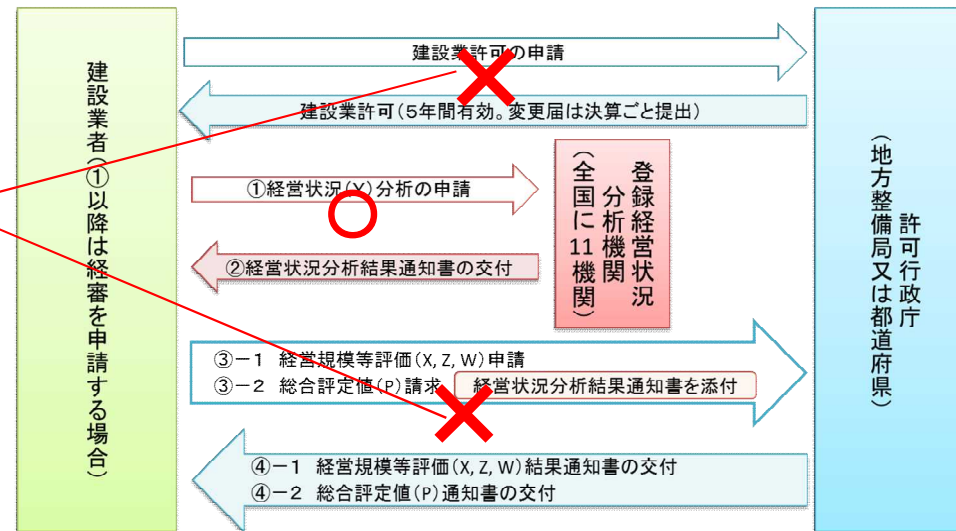 建設業者(①以降は経審を申請する場合)
建設業許可の申請
建設業許可(5年間有効。変更届は決算ごと提出)
①経営状況(Y)分析の申請
②経営状況分析結果通知書の交付
登録経営状況
分析機関
(全国に11機関)
③-1 経営規模等評価(X, Z, W)申請
③-2 総合評定値(P)請求 経営状況分析結果通知書を添付
④-1 経営規模等評価(X, Z, W)結果通知書の交付
④-2 総合評定値(P)通知書の交付
許可行政庁
(地方整備局又は都道府県)